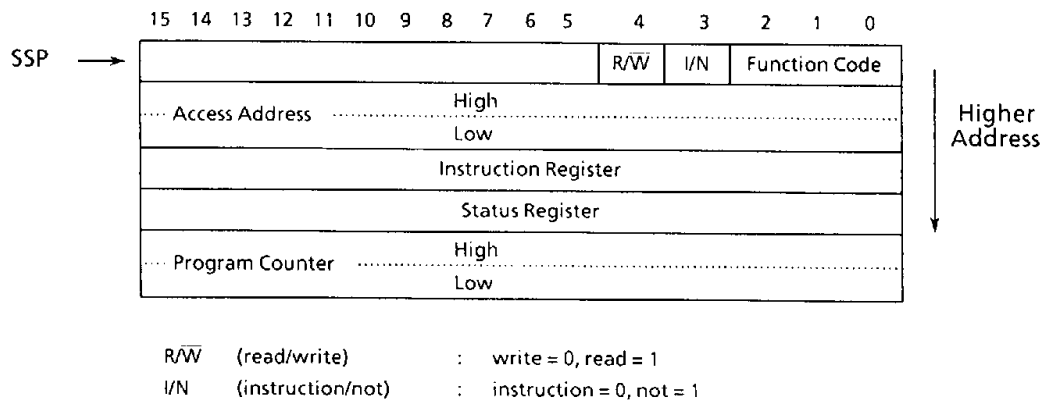 15 14 13 12 11 10 9 8 7 6 5 4 3 2 1 0
SSP R/W̅ I/N Function Code
High
Access Address
Low
Higher
Address
Instruction Register
Status Register
High
Program Counter
Low
R/W̅ (read/write) : write = 0, read = 1
I/N (instruction/not) : instruction = 0, not = 1